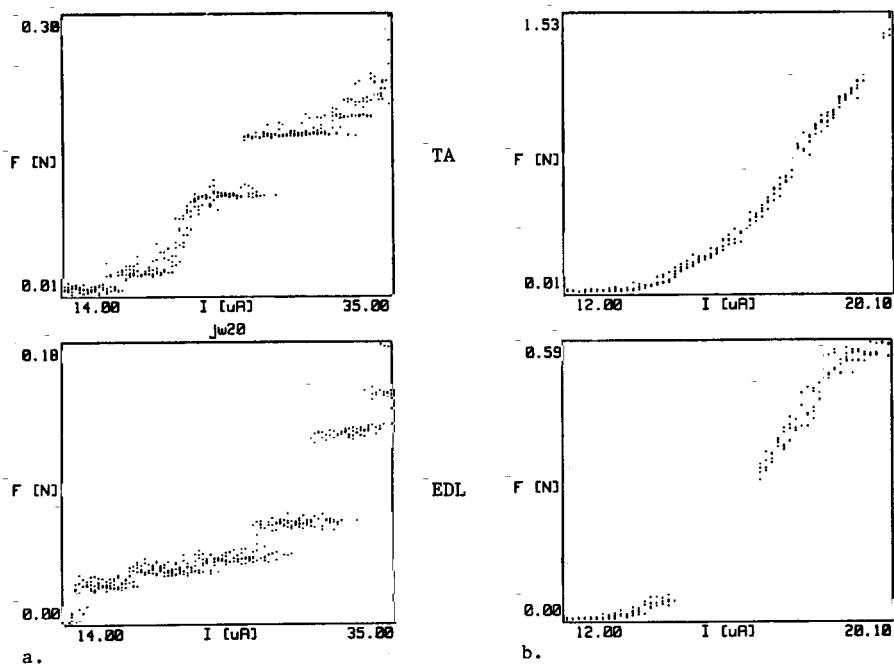 0.30
F [N]
0.01
14.00 I [uA] 35.00
TA
1.53
F [N]
0.01
12.00 I [uA] 20.10
jw20
0.18
F [N]
0.00
14.00 I [uA] 35.00
EDL
0.59
F [N]
0.00
12.00 I [uA] 20.10
a.
b.